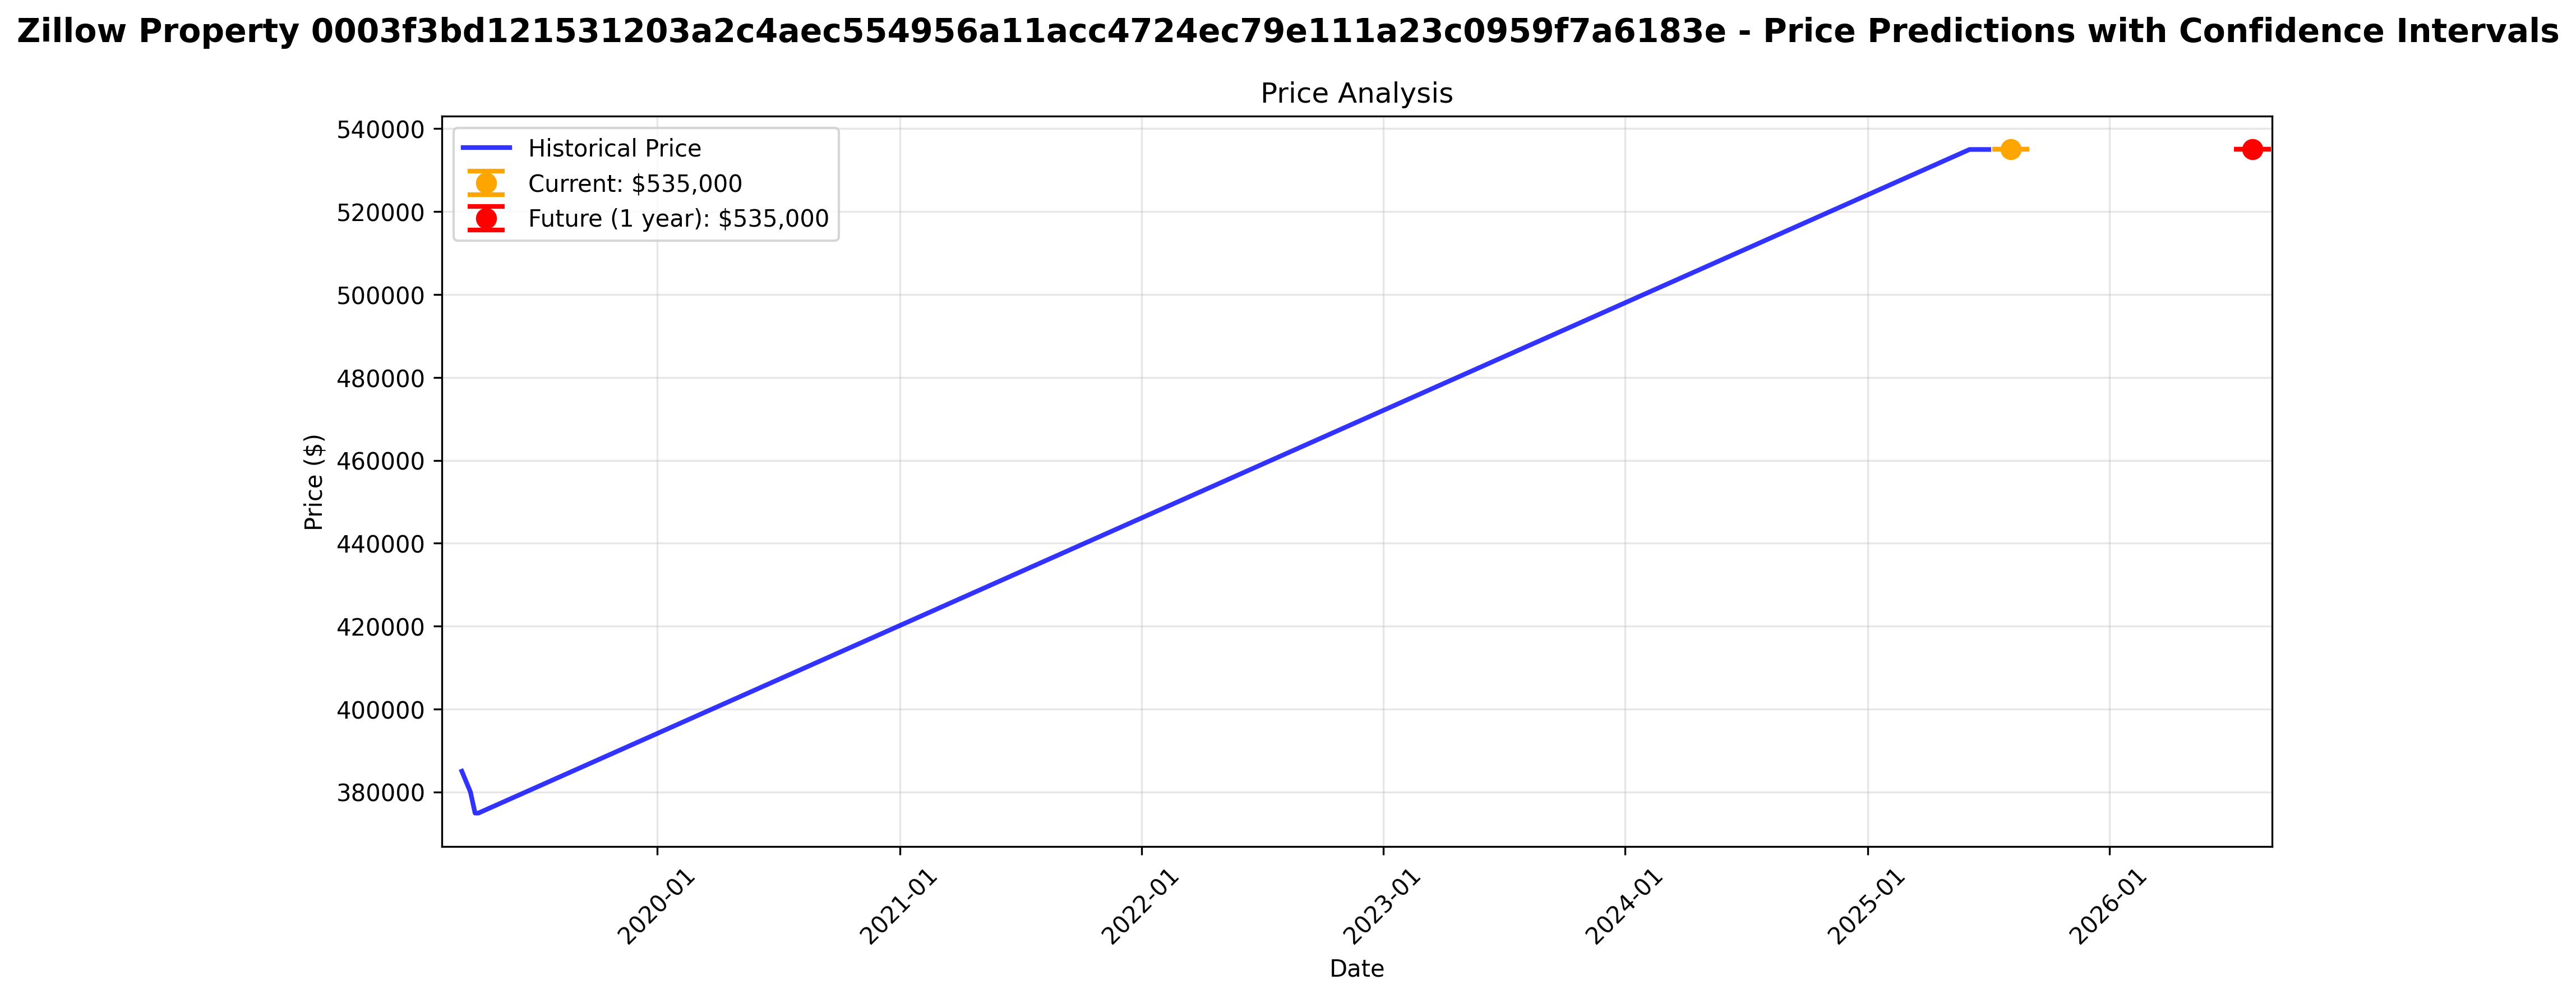 Zillow Property 0003f3bd121531203a2c4aec554956a11acc4724ec79e111a23c0959f7a6183e - Price Predictions with Confidence Intervals
Price Analysis
Historical Price
Current: $535,000
Future (1 year): $535,000
Price ($)
540000
520000
500000
480000
460000
440000
420000
400000
380000
2020-01
2021-01
2022-01
2023-01
2024-01
2025-01
2026-01
Date